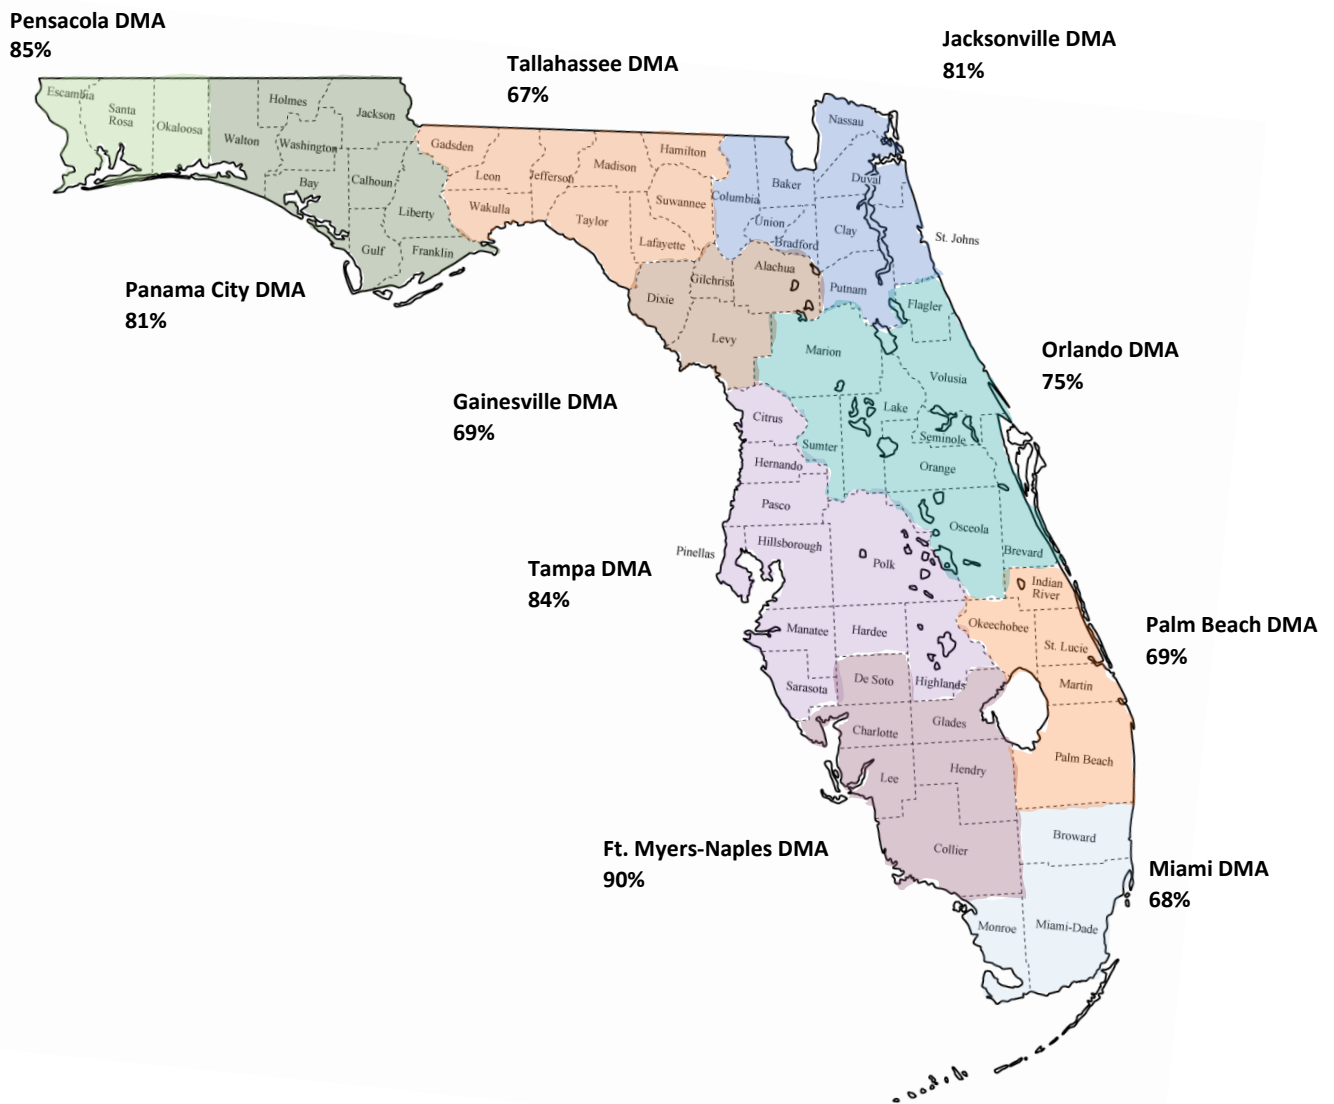 Pensacola DMA
85%
Jacksonville DMA
81%
Tallahassee DMA
67%
Escambia
Santa
Rosa
Okaloosa
Holmes
Jackson
Walton
Washington
Bay
Calhoun
Liberty
Gulf
Franklin
Gadsden
Leon
Jefferson
Madison
Hamilton
Wakulla
Taylor
Suwannee
Lafayette
Nassau
Columbia
Baker
Duval
Union
Bradford
Clay
St. Johns
Putnam
Dixie
Gilchrist
Alachua
Levy
Flagler
Panama City DMA
81%
Marion
Volusia
Orlando DMA
75%
Gainesville DMA
69%
Citrus
Lake
Sumter
Seminole
Hernando
Orange
Pasco
Osceola
Pinellas
Hillsborough
Polk
Brevard
Tampa DMA
84%
Indian
River
Manatee
Hardee
Okeechobee
St. Lucie
Palm Beach DMA
69%
Sarasota
De Soto
Highlands
Martin
Charlotte
Glades
Lee
Hendry
Palm Beach
Collier
Broward
Ft. Myers-Naples DMA
90%
Miami DMA
68%
Monroe
Miami-Dade